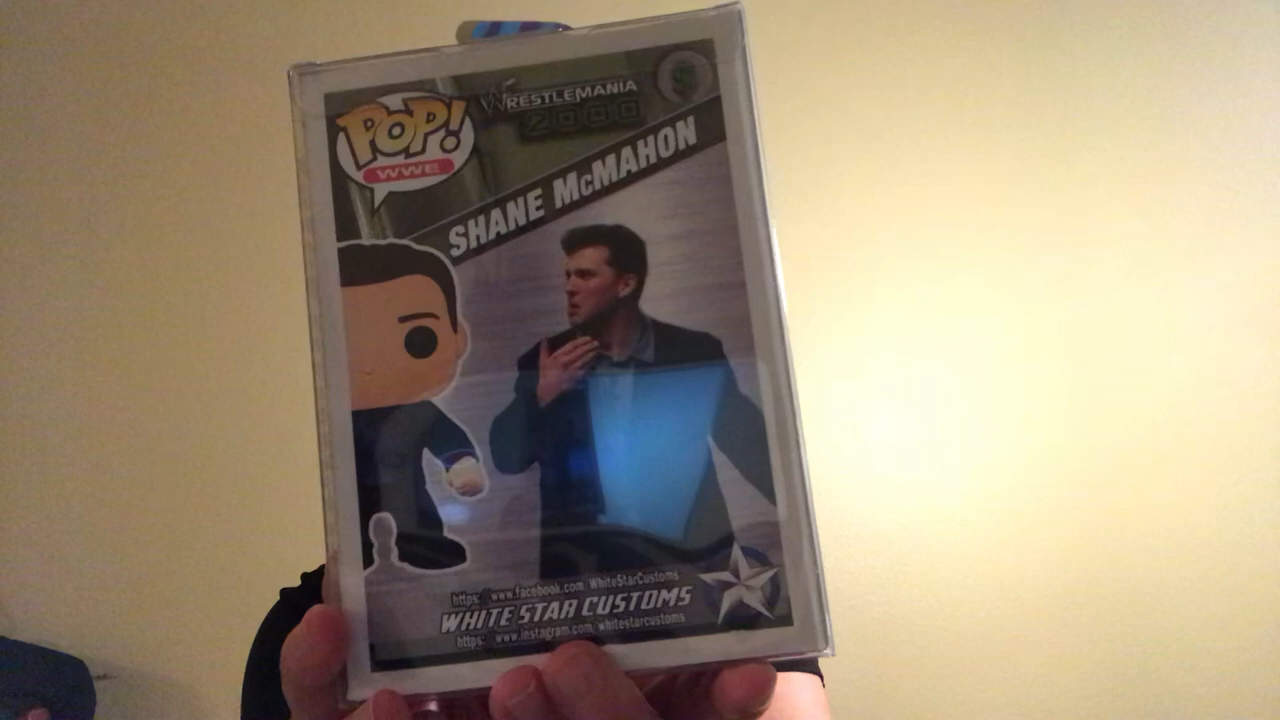 POP!
WWE
WRESTLEMANIA
2000
SHANE McMAHON
https: www.facebook.com WhiteStarCustoms
WHITE STAR CUSTOMS
https: www.instagram.com/whitestarcustoms